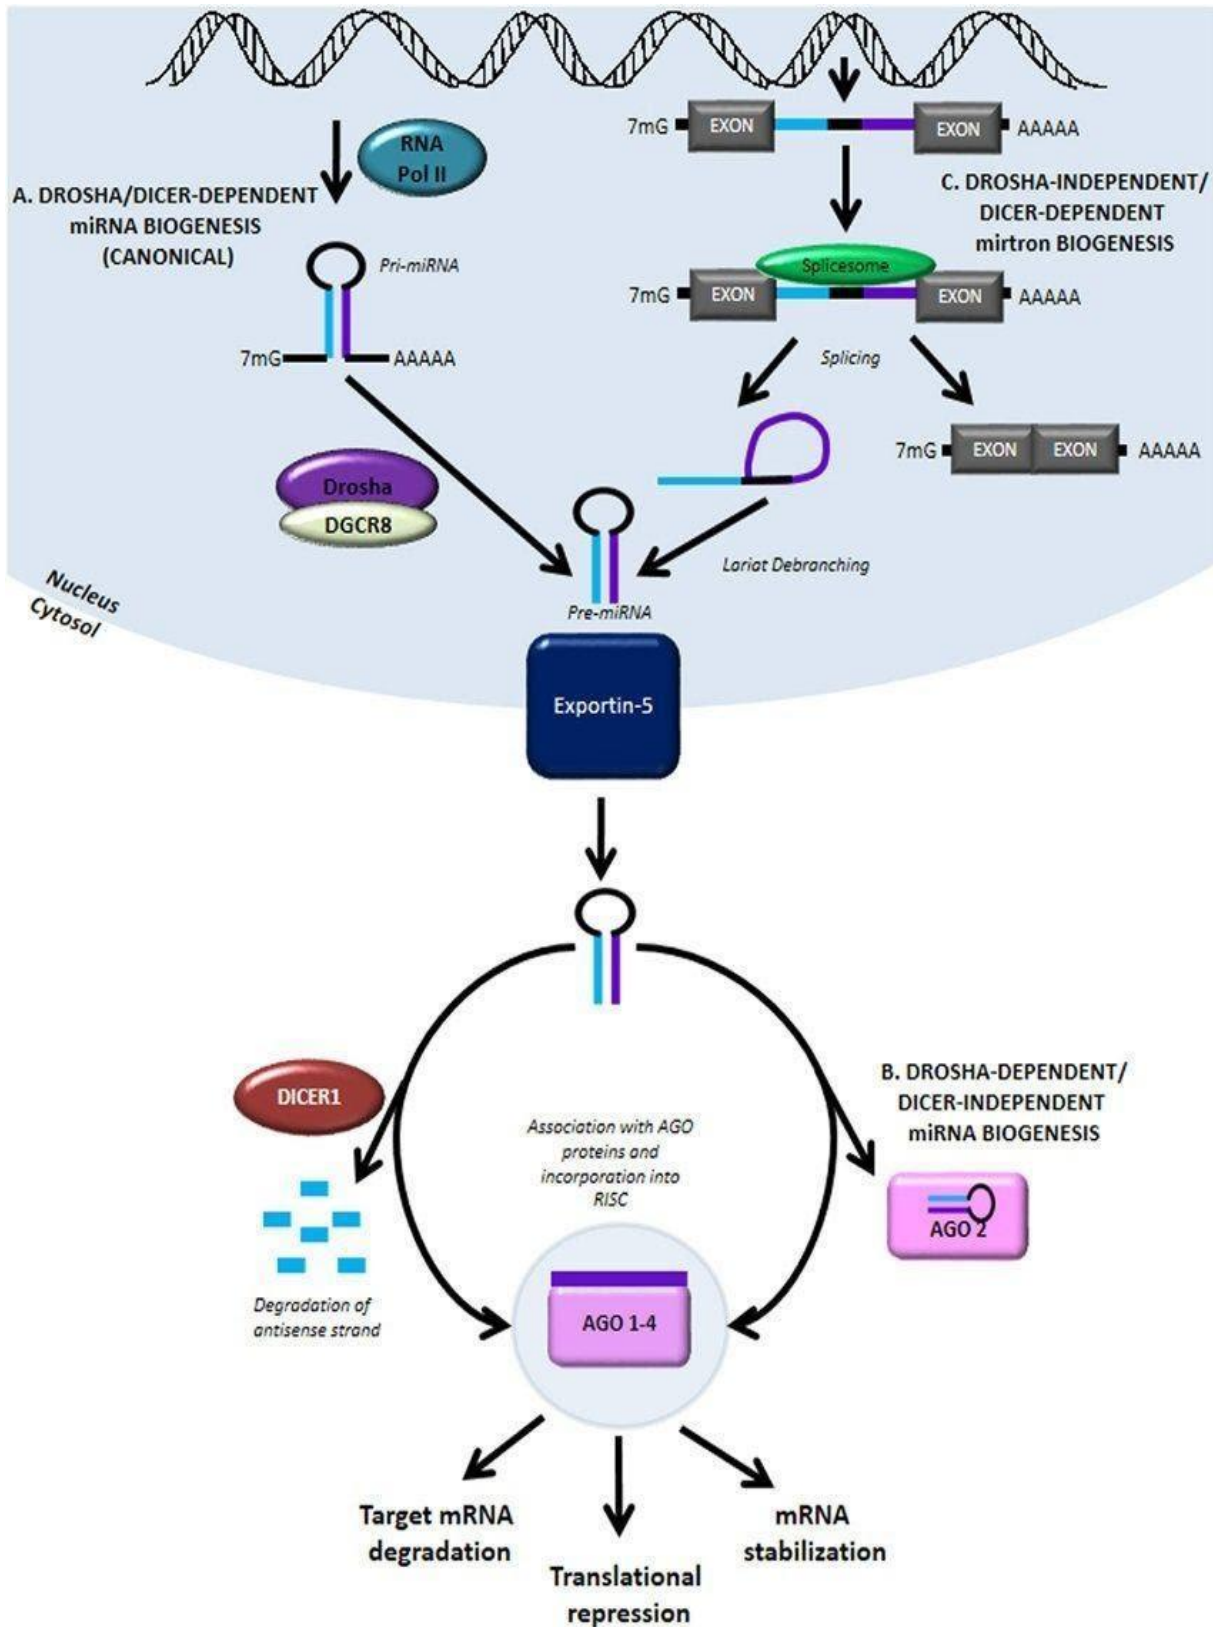 RNA
Pol II
A. DROSHA/DICER-DEPENDENT
miRNA BIOGENESIS
(CANONICAL)
Pri-miRNA
7mG
AAAAA
Drosha
DGCR8
7mG
EXON
EXON
AAAAA
C. DROSHA-INDEPENDENT/
DICER-DEPENDENT
mirtron BIOGENESIS
Splicesome
7mG
EXON
EXON
AAAAA
Splicing
7mG
EXON
EXON
AAAAA
Lariat Debranching
Pre-miRNA
Nucleus
Cytosol
Exportin-5
DICER1
Degradation of
antisense strand
Association with AGO
proteins and
incorporation into
RISC
B. DROSHA-DEPENDENT/
DICER-INDEPENDENT
miRNA BIOGENESIS
AGO 2
AGO 1-4
Target mRNA
degradation
Translational
repression
mRNA
stabilization